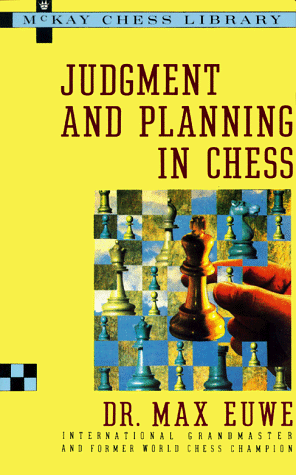 McKAY CHESS LIBRARY
JUDGMENT
AND PLANNING
IN CHESS
DR. MAX EUWE
INTERNATIONAL GRANDMASTER
AND FORMER WORLD CHESS CHAMPION